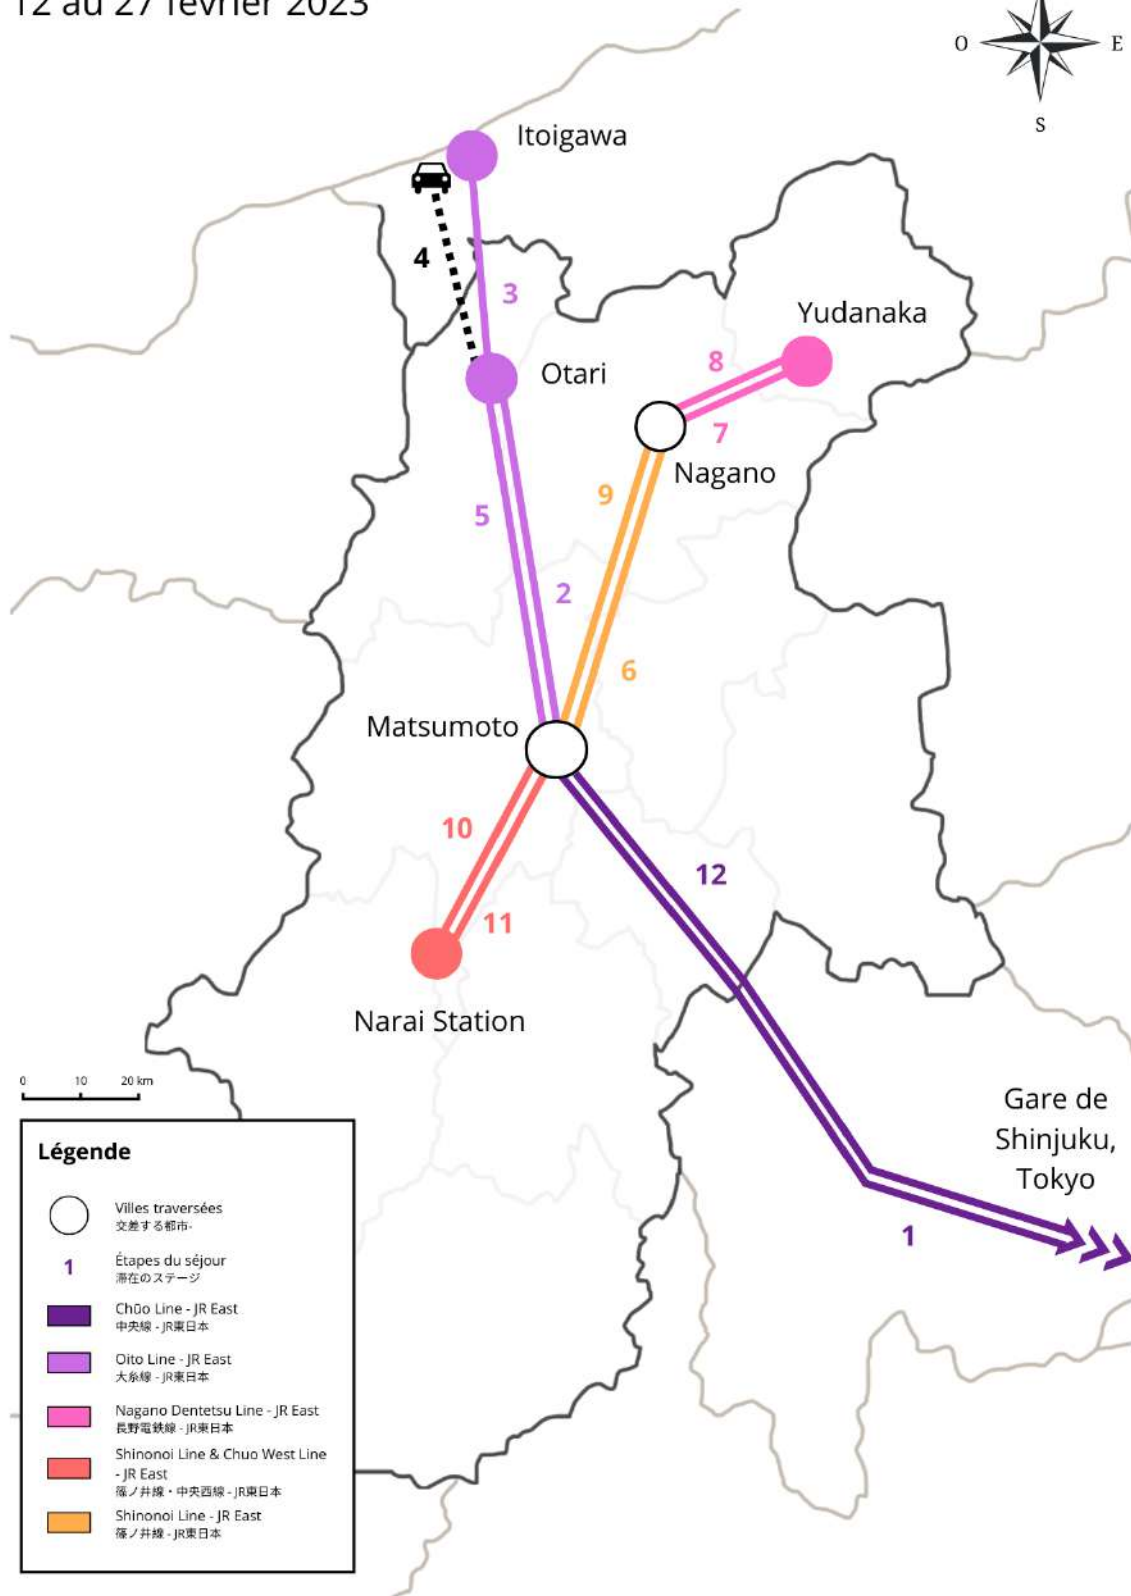 12 au 27 février 2023
O
E
S
Itoigawa
4
3
Yudanaka
8
Otari
7
Nagano
9
5
2
6
Matsumoto
10
12
11
Narai Station
0 10 20 km
Gare de
Shinjuku,
Tokyo
1
Légende
Villes traversées
交差する都市-
1
Étapes du séjour
滞在のステージ
Chūo Line - JR East
中央線 - JR東日本
Oito Line - JR East
大糸線 - JR東日本
Nagano Dentetsu Line - JR East
長野電鉄線 - JR東日本
Shinonoi Line & Chuo West Line
- JR East
篠ノ井線・中央西線 - JR東日本
Shinonoi Line - JR East
篠ノ井線 - JR東日本